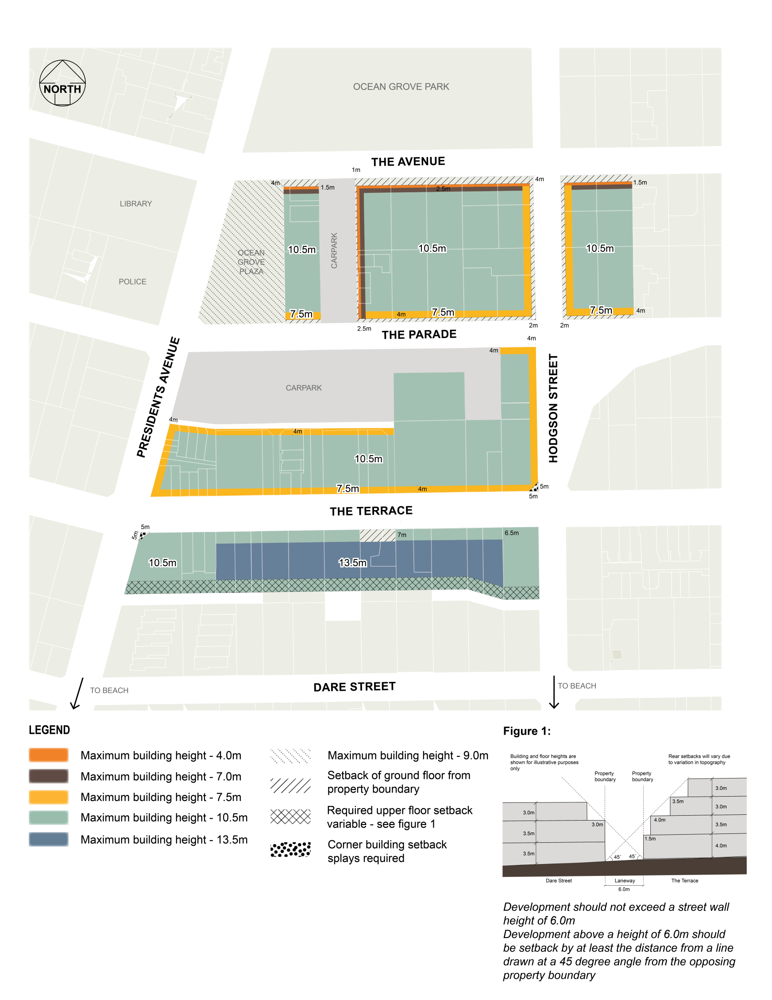 NORTH
OCEAN GROVE PARK
THE AVENUE
1m
4m
1.5m
2.5m
4m
1.5m
LIBRARY
CARPARK
10.5m
10.5m
10.5m
OCEAN
GROVE
PLAZA
POLICE
7.5m
4m
7.5m
7.5m
4m
2.5m
2m
2m
THE PARADE
4m
4m
PRESIDENTS AVENUE
HODGSON STREET
CARPARK
4m
4m
10.5m
7.5m
4m
5m
5m
THE TERRACE
5m
5m
7m
6.5m
10.5m
13.5m
DARE STREET
TO BEACH
TO BEACH
LEGEND
Maximum building height - 4.0m
Maximum building height - 7.0m
Maximum building height - 7.5m
Maximum building height - 10.5m
Maximum building height - 13.5m
Maximum building height - 9.0m
Setback of ground floor from
property boundary
Required upper floor setback
variable - see figure 1
Corner building setback
splays required
Figure 1:
Building and floor heights are
shown for illustrative purposes
only
Rear setbacks will vary due
to variation in topography
Property
boundary
Property
boundary
3.0m
3.5m
3.0m
3.0m
4.0m
3.0m
3.5m
3.5m
1.5m
4.0m
3.5m
45°
45°
Dare Street
Laneway
The Terrace
6.0m
Development should not exceed a street wall
height of 6.0m
Development above a height of 6.0m should
be setback by at least the distance from a line
drawn at a 45 degree angle from the opposing
property boundary